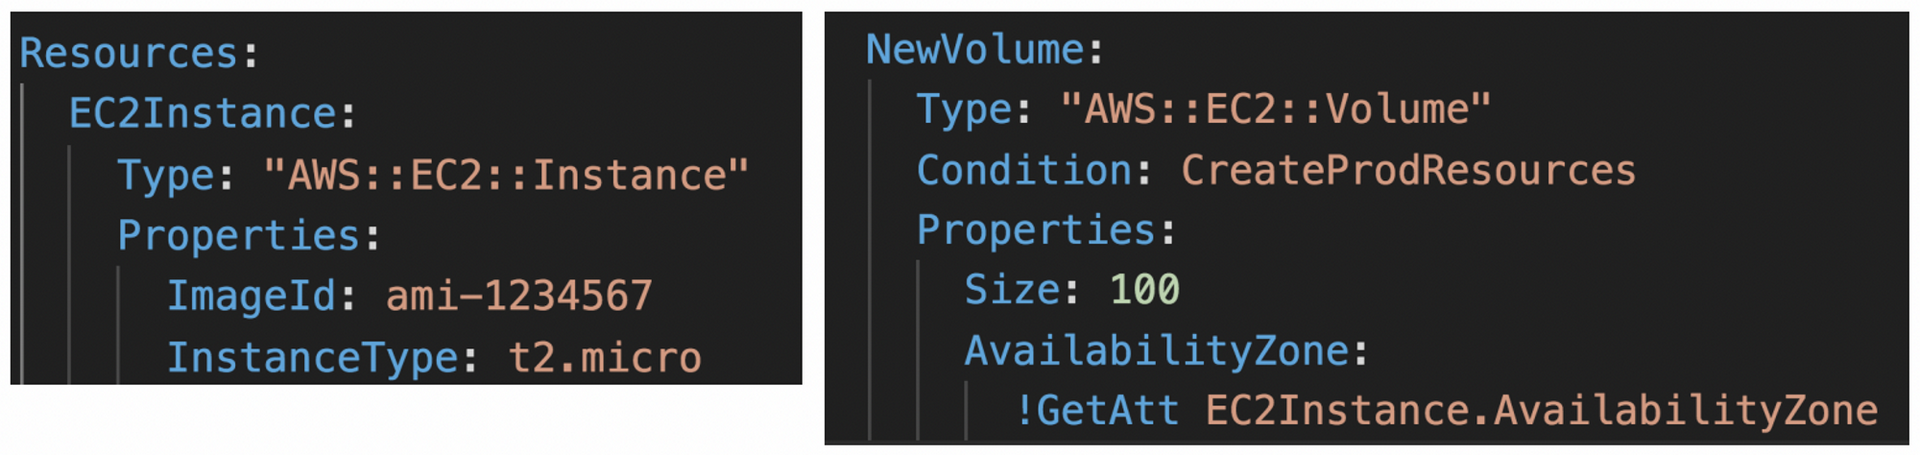 Resources:
  EC2Instance:
    Type: "AWS::EC2::Instance"
    Properties:
      ImageId: ami-1234567
      InstanceType: t2.micro
NewVolume:
  Type: "AWS::EC2::Volume"
  Condition: CreateProdResources
  Properties:
    Size: 100
    AvailabilityZone:
      !GetAtt EC2Instance.AvailabilityZone